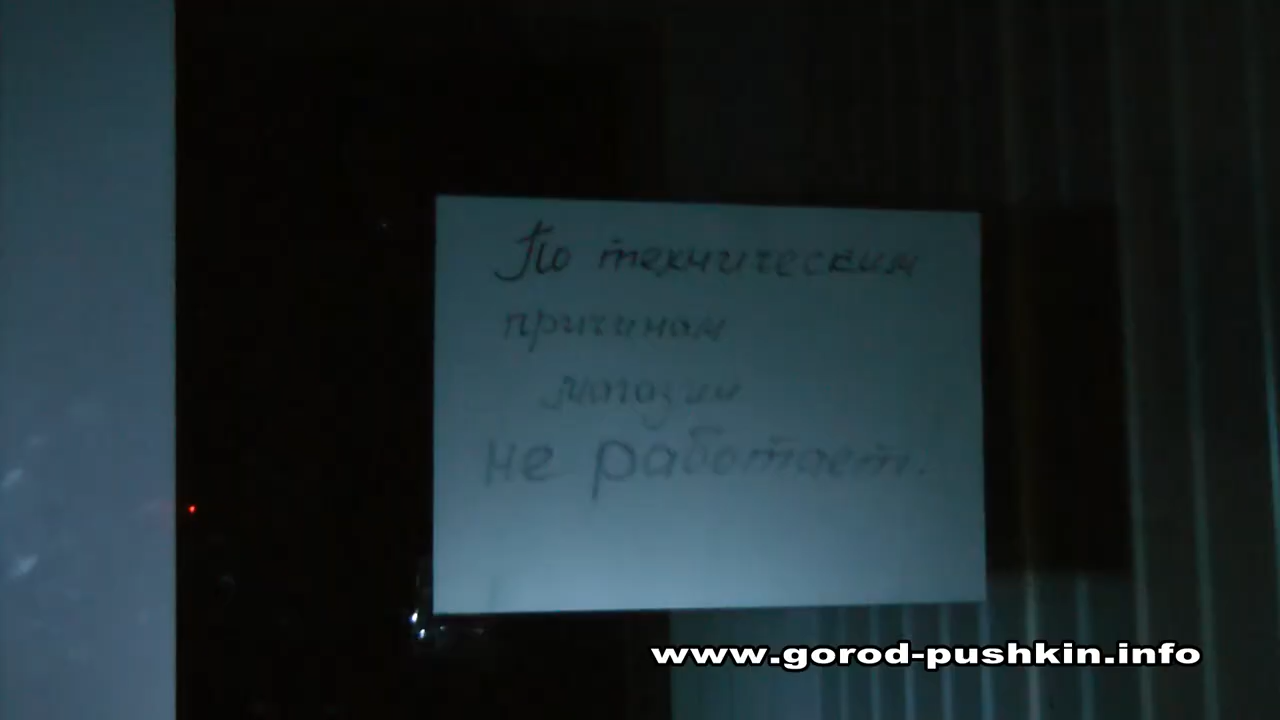 По техническим
причинам
магазин
не работает!
www.gorod-pushkin.info